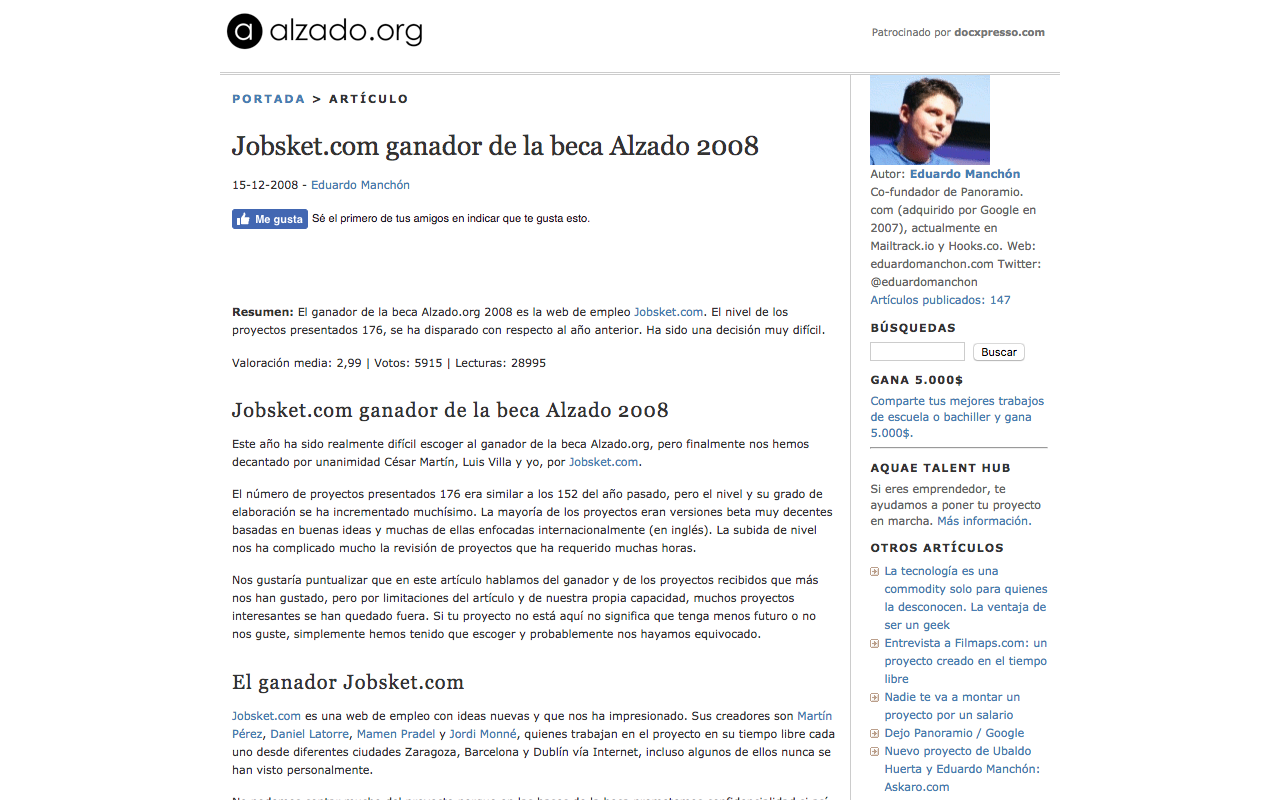 a alzado.org
Patrocinado por docxpresso.com
PORTADA > ARTÍCULO
Jobsket.com ganador de la beca Alzado 2008
15-12-2008 - Eduardo Manchón
Me gusta Sé el primero de tus amigos en indicar que te gusta esto.
Resumen: El ganador de la beca Alzado.org 2008 es la web de empleo Jobsket.com. El nivel de los
proyectos presentados 176, se ha disparado con respecto al año anterior. Ha sido una decisión muy difícil.
Valoración media: 2,99 | Votos: 5915 | Lecturas: 28995
Jobsket.com ganador de la beca Alzado 2008
Este año ha sido realmente difícil escoger al ganador de la beca Alzado.org, pero finalmente nos hemos
decantado por unanimidad César Martín, Luis Villa y yo, por Jobsket.com.
El número de proyectos presentados 176 era similar a los 152 del año pasado, pero el nivel y su grado de
elaboración se ha incrementado muchísimo. La mayoría de los proyectos eran versiones beta muy decentes
basadas en buenas ideas y muchas de ellas enfocadas internacionalmente (en inglés). La subida de nivel
nos ha complicado mucho la revisión de proyectos que ha requerido muchas horas.
Nos gustaría puntualizar que en este artículo hablamos del ganador y de los proyectos recibidos que más
nos han gustado, pero por limitaciones del artículo y de nuestra propia capacidad, muchos proyectos
interesantes se han quedado fuera. Si tu proyecto no está aquí no significa que tenga menos futuro o no
nos guste, simplemente hemos tenido que escoger y probablemente nos hayamos equivocado.
El ganador Jobsket.com
Jobsket.com es una web de empleo con ideas nuevas y que nos ha impresionado. Sus creadores son Martín
Pérez, Daniel Latorre, Mamen Pradel y Jordi Monné, quienes trabajan en el proyecto en su tiempo libre cada
uno desde diferentes ciudades Zaragoza, Barcelona y Dublín vía Internet, incluso algunos de ellos nunca se
han visto personalmente.
Autor: Eduardo Manchón
Co-fundador de Panoramio.
com (adquirido por Google en
2007), actualmente en
Mailtrack.io y Hooks.co. Web:
eduardomanchon.com Twitter:
@eduardomanchon
Artículos publicados: 147
BÚSQUEDAS
Buscar
GANA 5.000$
Comparte tus mejores trabajos
de escuela o bachiller y gana
5.000$.
AQUAE TALENT HUB
Si eres emprendedor, te
ayudamos a poner tu proyecto
en marcha. Más información.
OTROS ARTÍCULOS
La tecnología es una
commodity solo para quienes
la desconocen. La ventaja de
ser un geek
Entrevista a Filmaps.com: un
proyecto creado en el tiempo
libre
Nadie te va a montar un
proyecto por un salario
Dejo Panoramio / Google
Nuevo proyecto de Ubaldo
Huerta y Eduardo Manchón:
Askaro.com